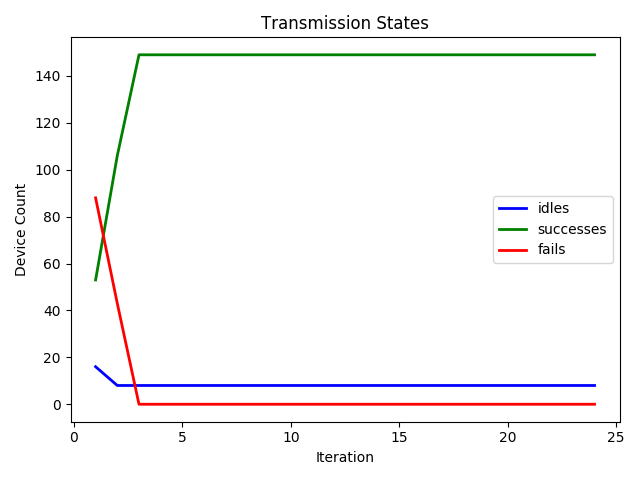 Transmission States
Device Count
140
120
100
80
60
40
20
0
idles
successes
fails
0 5 10 15 20 25
Iteration